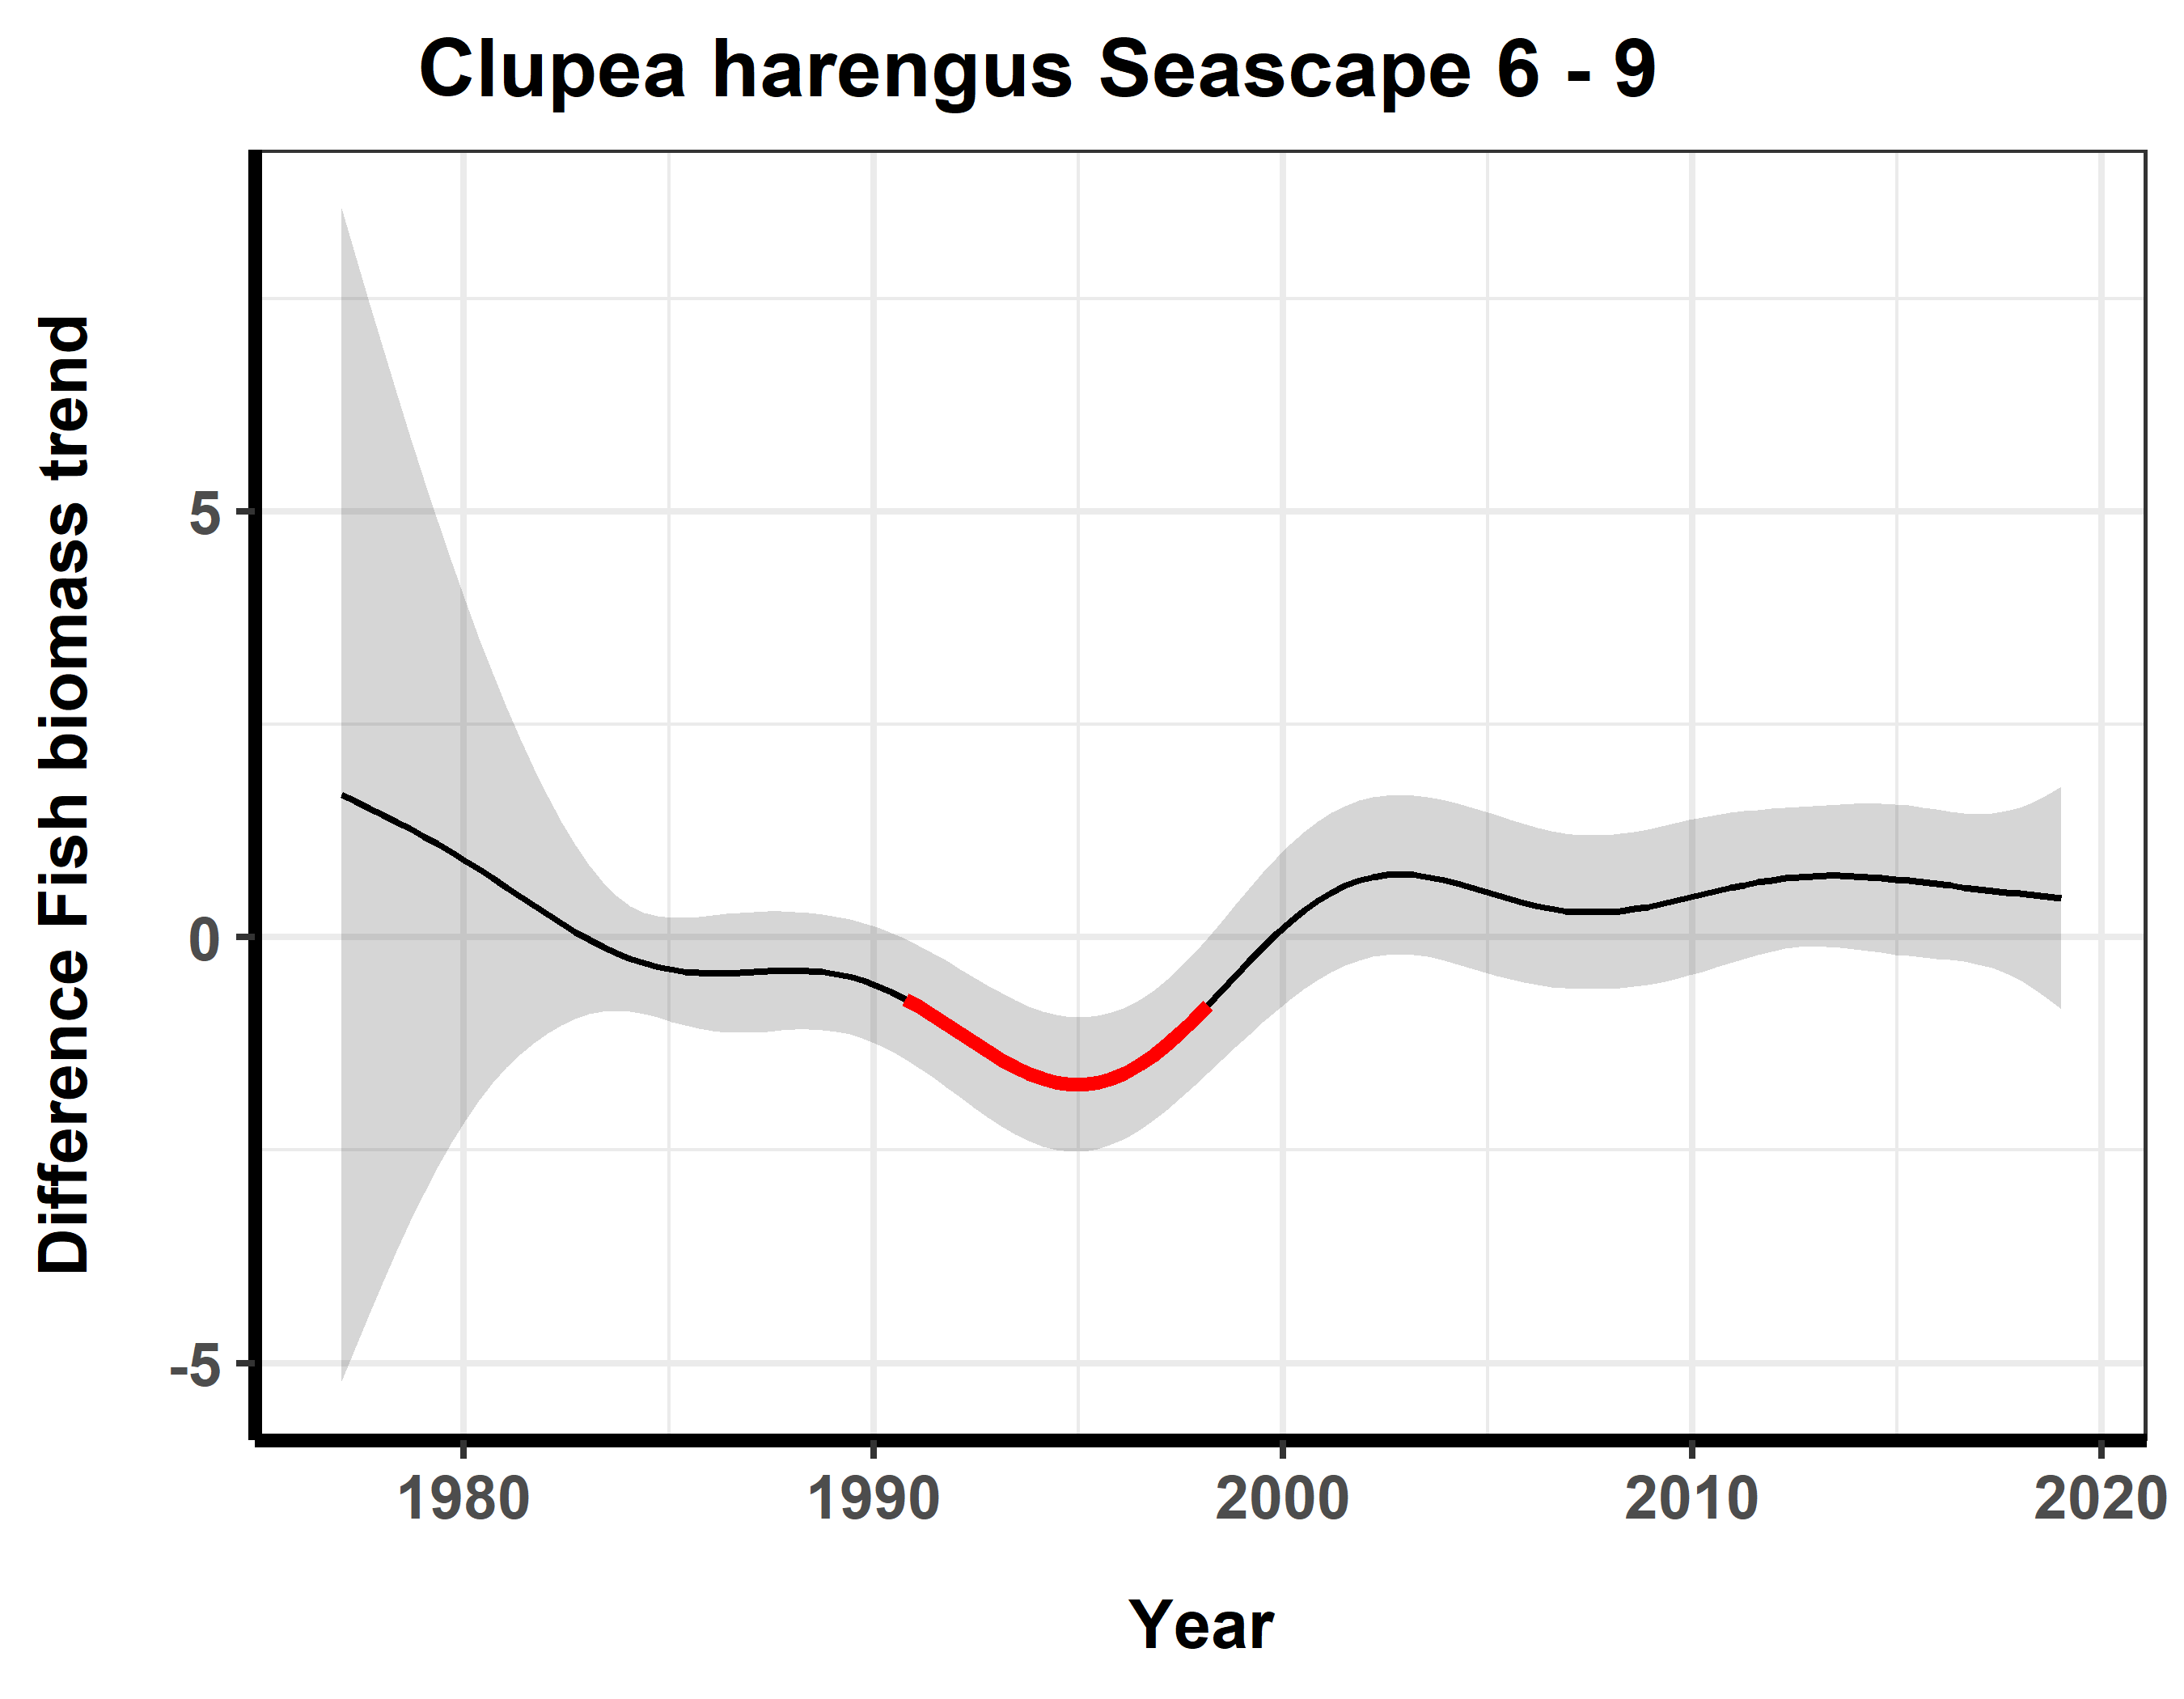 Clupea harengus Seascape 6 - 9
Difference Fish biomass trend
5
0
-5
1980 1990 2000 2010 2020
Year